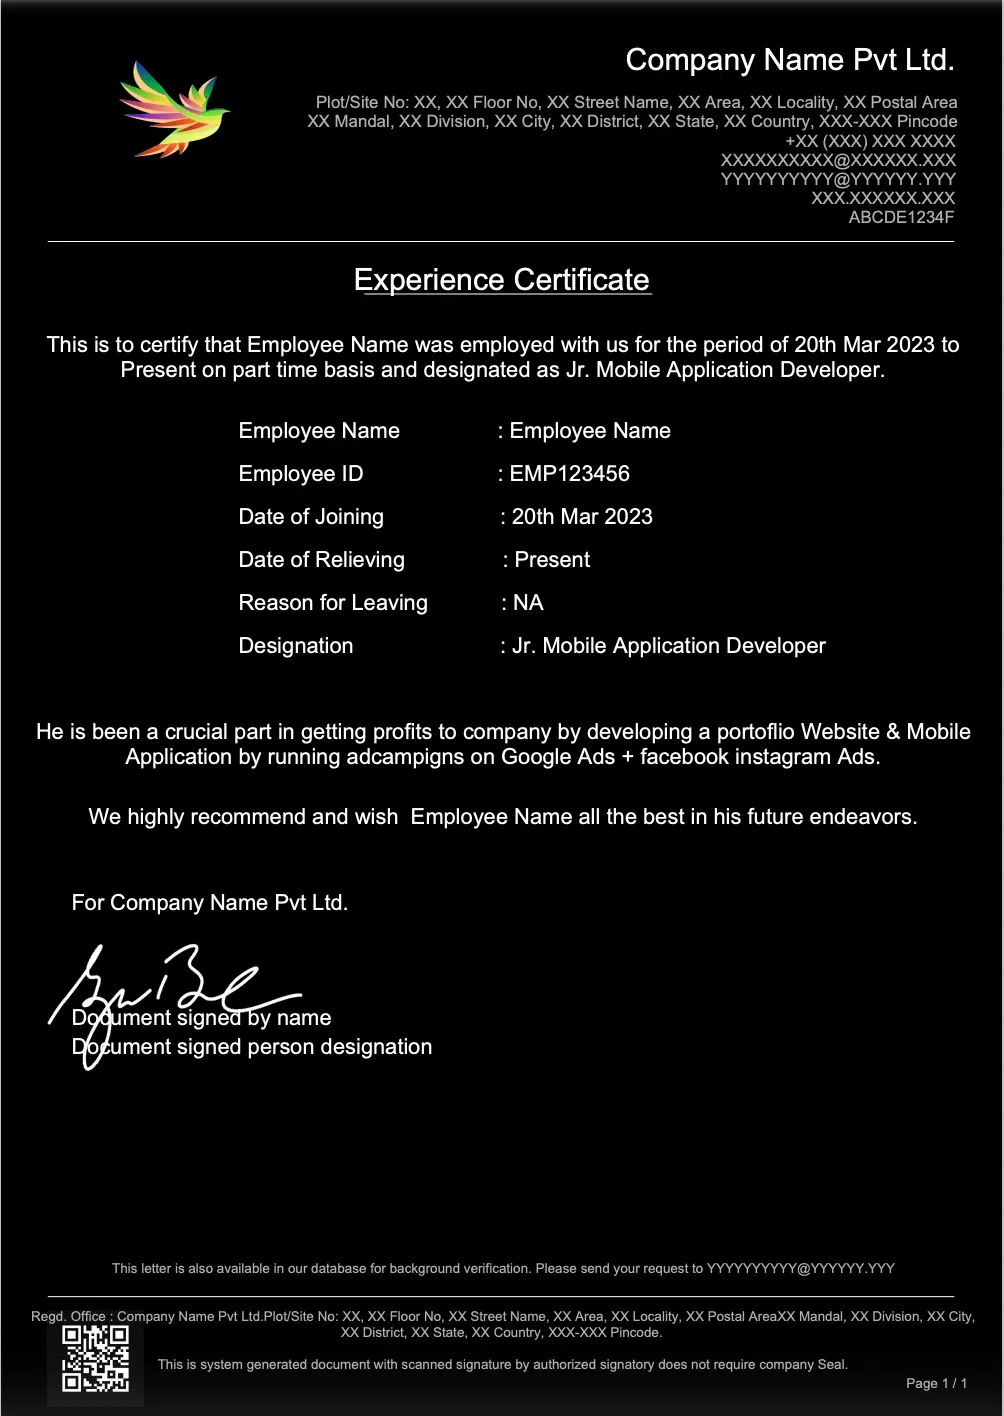 Company Name Pvt Ltd.
Plot/Site No: XX, XX Floor No, XX Street Name, XX Area, XX Locality, XX Postal Area
XX Mandal, XX Division, XX City, XX District, XX State, XX Country, XXX-XXX Pincode
+XX (XXX) XXX XXXX
XXXXXXXXXX@XXXXXX.XXX
YYYYYYYYYY@YYYYYY.YYY
XXX.XXXXXX.XXX
ABCDE1234F
Experience Certificate
This is to certify that Employee Name was employed with us for the period of 20th Mar 2023 to
Present on part time basis and designated as Jr. Mobile Application Developer.
Employee Name : Employee Name
Employee ID : EMP123456
Date of Joining : 20th Mar 2023
Date of Relieving : Present
Reason for Leaving : NA
Designation : Jr. Mobile Application Developer
He is been a crucial part in getting profits to company by developing a portoflio Website & Mobile
Application by running adcampigns on Google Ads + facebook instagram Ads.
We highly recommend and wish  Employee Name all the best in his future endeavors.
For Company Name Pvt Ltd.
Document signed by name
Document signed person designation
This letter is also available in our database for background verification. Please send your request to YYYYYYYYYY@YYYYYY.YYY
Regd. Office : Company Name Pvt Ltd.Plot/Site No: XX, XX Floor No, XX Street Name, XX Area, XX Locality, XX Postal AreaXX Mandal, XX Division, XX City,
XX District, XX State, XX Country, XXX-XXX Pincode.
This is system generated document with scanned signature by authorized signatory does not require company Seal.
Page 1 / 1